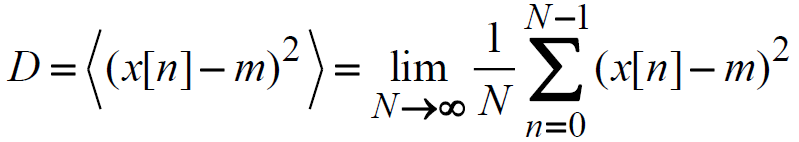 D = ⟨(x[n] − m)²⟩ = lim_{N→∞} 1/N ∑_{n=0}^{N−1} (x[n] − m)²